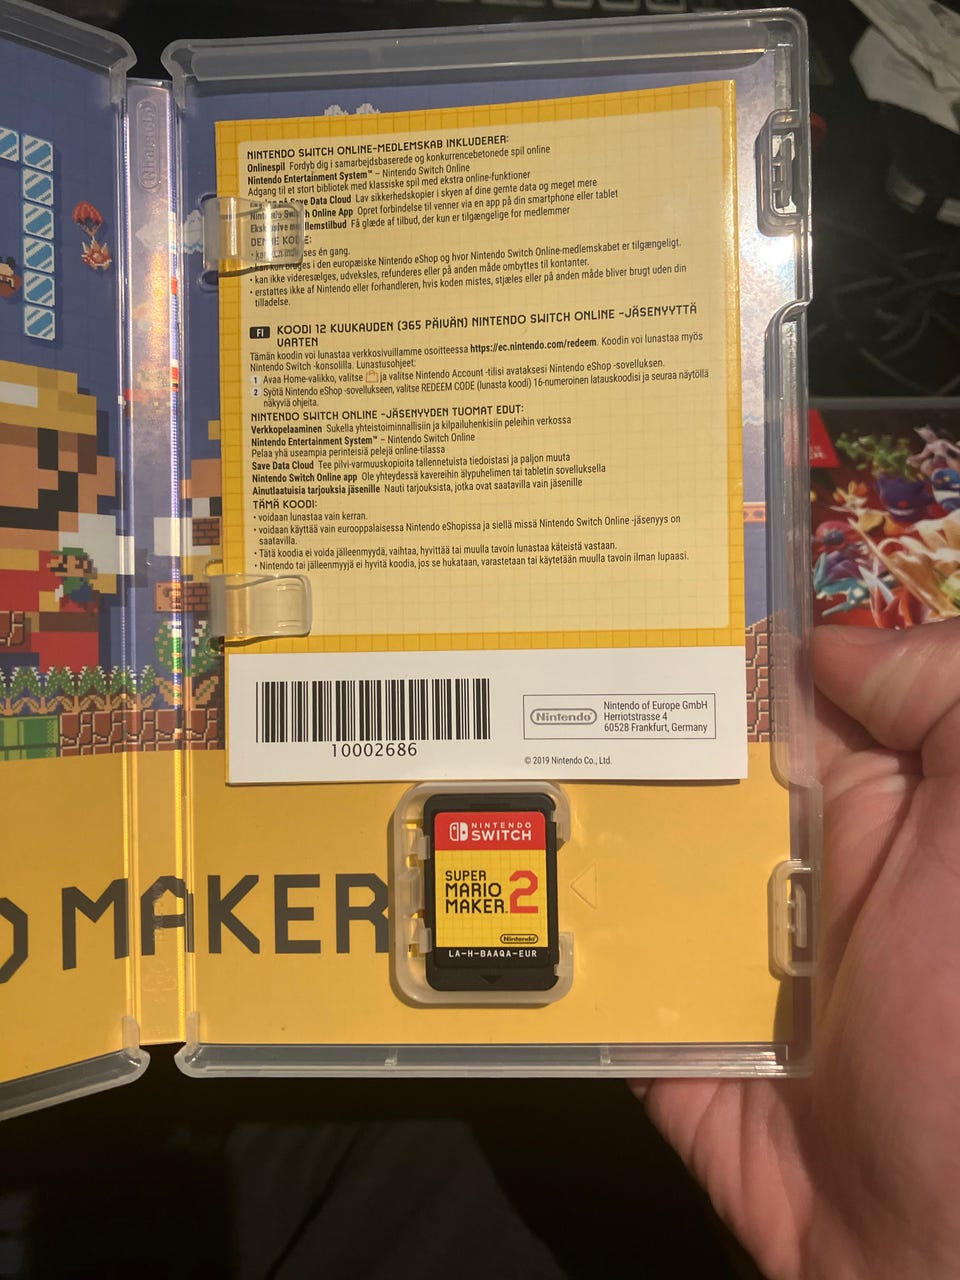 NINTENDO SWITCH ONLINE-MEDLEMSKAB INKLUDERER:
Onlinespil Fordyb dig i samarbejdsbaserede og konkurrencebetonede spil online
Nintendo Entertainment System™ – Nintendo Switch Online
Adgang til et stort bibliotek med klassiske spil med ekstra online-funktioner
Save Data Cloud Lav sikkerhedskopier i skyen af dine gemte data og meget mere
Nintendo Switch Online App Opret forbindelse til venner via en app på din smartphone eller tablet
Eksklusive medlemstilbud Få glæde af tilbud, der kun er tilgængelige for medlemmer
DENNE KODE:
• kan kun indløses én gang.
• kan kun bruges i den europæiske Nintendo eShop og hvor Nintendo Switch Online-medlemskabet er tilgængeligt.
• kan ikke videresælges, udveksles, refunderes eller på anden måde ombyttes til kontanter.
• erstattes ikke af Nintendo eller forhandleren, hvis koden mistes, stjæles eller på anden måde bliver brugt uden din
tilladelse.
FI KOODI 12 KUUKAUDEN (365 PÄIVÄN) NINTENDO SWITCH ONLINE -JÄSENYYTTÄ
VARTEN
Tämän koodin voi lunastaa verkkosivuillamme osoitteessa https://ec.nintendo.com/redeem. Koodin voi lunastaa myös
Nintendo Switch -konsolilla. Lunastusohjeet:
1 Avaa Home-valikko, valitse ja valitse Nintendo Account -tilisi avataksesi Nintendo eShop -sovelluksen.
2 Syötä Nintendo eShop -sovellukseen, valitse REDEEM CODE (lunasta koodi) 16-numeroinen latauskoodisi ja seuraa näytöllä
näkyviä ohjeita.
NINTENDO SWITCH ONLINE -JÄSENYYDEN TUOMAT EDUT:
Verkkopelaaminen Sukella yhteistoiminnallisiin ja kilpailuhenkisiin peleihin verkossa
Nintendo Entertainment System™ – Nintendo Switch Online
Pelaa yhä useampia perinteisiä pelejä online-tilassa
Save Data Cloud Tee pilvi-varmuuskopioita tallennetuista tiedoistasi ja paljon muuta
Nintendo Switch Online app Ole yhteydessä kavereihin älypuhelimen tai tabletin sovelluksella
Ainutlaatuisia tarjouksia jäsenille Nauti tarjouksista, jotka ovat saatavilla vain jäsenille
TÄMÄ KOODI:
• voidaan lunastaa vain kerran.
• voidaan käyttää vain eurooppalaisessa Nintendo eShopissa ja siellä missä Nintendo Switch Online -jäsenyys on
saatavilla.
• Tätä koodia ei voida jälleenmyydä, vaihtaa, hyvittää tai muulla tavoin lunastaa käteistä vastaan.
• Nintendo tai jälleenmyyjä ei hyvitä koodia, jos se hukataan, varastetaan tai käytetään muulla tavoin ilman lupaasi.
10002686
Nintendo
Nintendo of Europe GmbH
Herriotstrasse 4
60528 Frankfurt, Germany
© 2019 Nintendo Co., Ltd.
O MAKER
NINTENDO
SWITCH
SUPER
MARIO
MAKER 2
Nintendo
LA-H-BAAQA-EUR
Nintendo